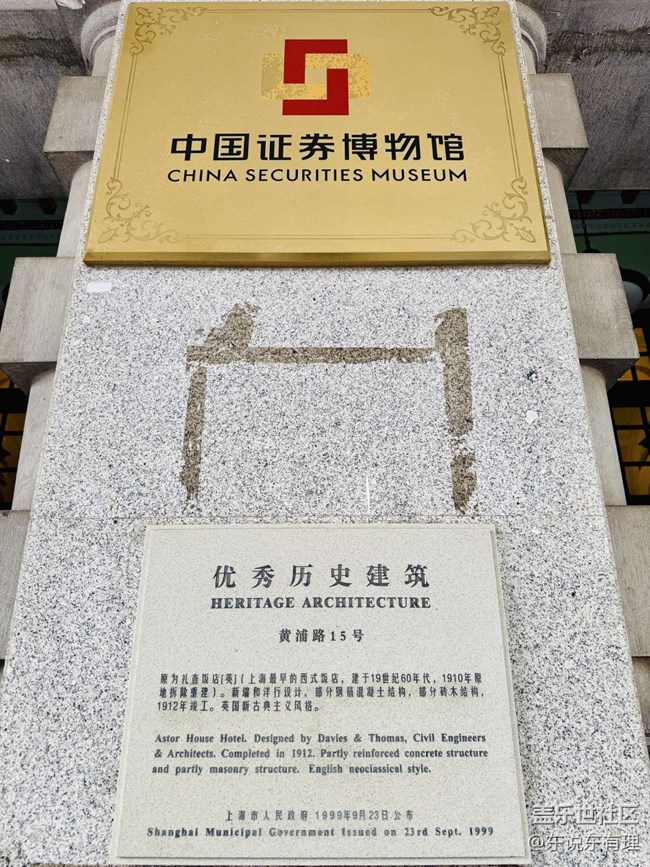 中国证券博物馆
CHINA SECURITIES MUSEUM
优秀历史建筑
HERITAGE ARCHITECTURE
黄浦路15号
原为礼查饭店[英](上海最早的西式饭店，建于19世纪60年代，1910年原
地拆除重建)。新瑞和洋行设计，部分钢筋混凝土结构，部分砖木结构，
1912年竣工。英国新古典主义风格。
Astor House Hotel. Designed by Davies & Thomas, Civil Engineers
& Architects. Completed in 1912. Partly reinforced concrete structure
and partly masonry structure. English neoclassical style.
上海市人民政府 1999年9月23日公布
Shanghai Municipal Government Issued on 23rd Sept. 1999
盖乐世社区
@东说东有理